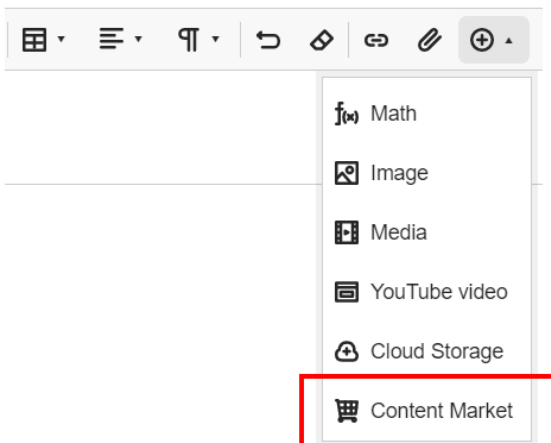 f(x) Math
Image
Media
YouTube video
Cloud Storage
Content Market